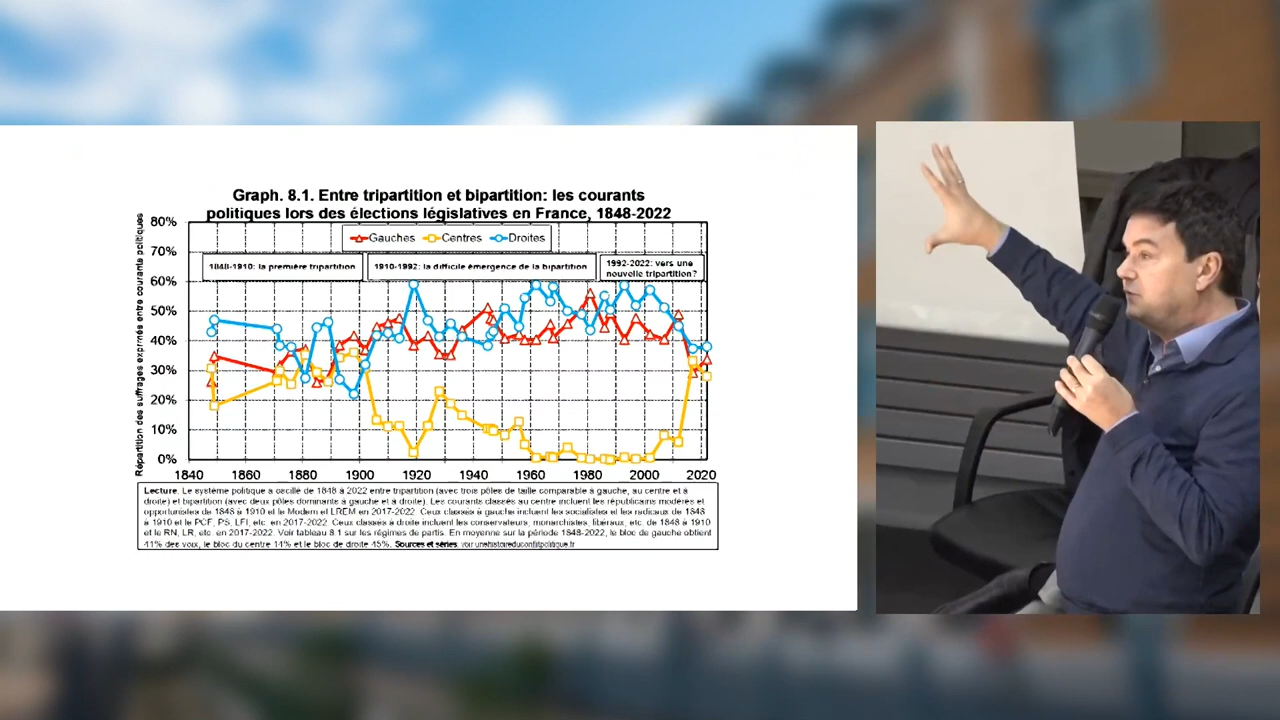 Graph. 8.1. Entre tripartition et bipartition: les courants
politiques lors des élections législatives en France, 1848-2022
Répartition des suffrages exprimés entre courants politiques
80%
70%
60%
50%
40%
30%
20%
10%
0%
Gauches Centres Droites
1848-1910: la première tripartition
1910-1992: la difficile émergence de la bipartition
1992-2022: vers une
nouvelle tripartition?
1840 1860 1880 1900 1920 1940 1960 1980 2000 2020
Lecture. Le système politique a oscillé de 1848 à 2022 entre tripartition (avec trois pôles de taille comparable à gauche, au centre et à
droite) et bipartition (avec deux pôles dominants à gauche et à droite). Les courants classés au centre incluent les républicains modérés et
opportunistes de 1848 à 1910 et le Modem et LREM en 2017-2022. Ceux classés à gauche incluent les socialistes et les radicaux de 1848
à 1910 et le PCF, PS, LFI, etc. en 2017-2022. Ceux classés à droite incluent les conservateurs, monarchistes, libéraux, etc. de 1848 à 1910
et le RN, LR, etc. en 2017-2022. Voir tableau 8.1 sur les régimes de partis. En moyenne sur la période 1848-2022, le bloc de gauche obtient
41% des voix, le bloc du centre 14% et le bloc de droite 45%. Sources et séries: voir unehistoireduconflitpolitique.fr